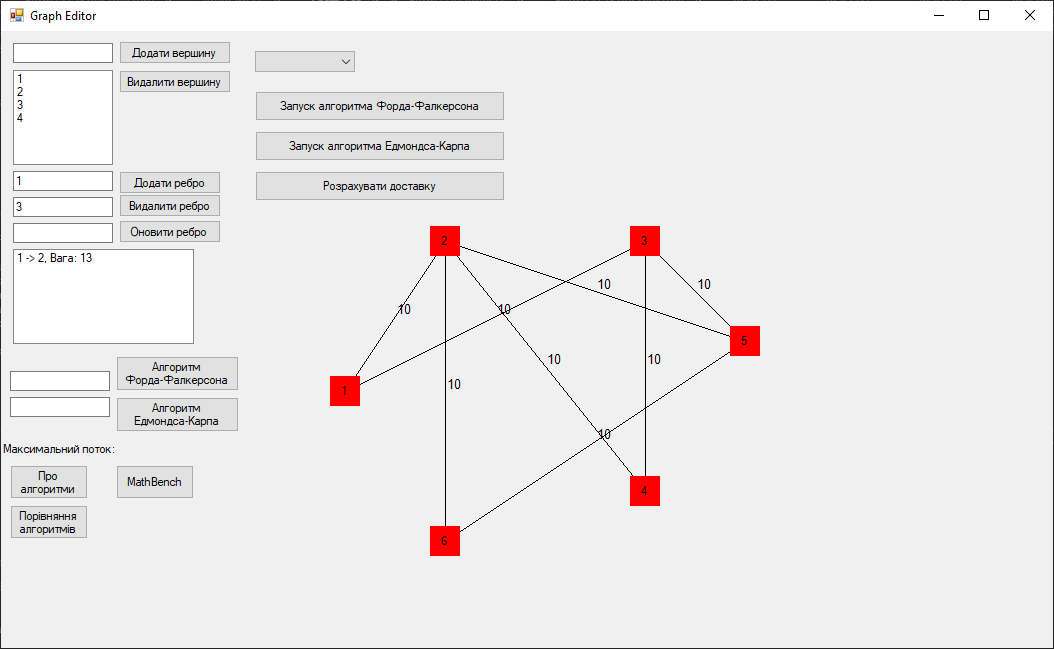 Graph Editor
Додати вершину
Видалити вершину
1
2
3
4
Запуск алгоритма Форда-Фалкерсона
Запуск алгоритма Едмондса-Карпа
Розрахувати доставку
1
Додати ребро
3
Видалити ребро
Оновити ребро
1 -> 2, Вага: 13
Алгоритм
Форда-Фалкерсона
Алгоритм
Едмондса-Карпа
Максимальний поток:
Про
алгоритми
MathBench
Порівняння
алгоритмів
2
3
10
10
10
10
5
10
10
10
1
10
4
6